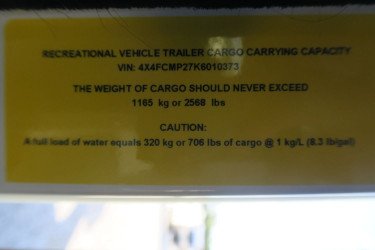 RECREATIONAL VEHICLE TRAILER CARGO CARRYING CAPACITY
VIN: 4X4FCMP27K6010373
THE WEIGHT OF CARGO SHOULD NEVER EXCEED
1165 kg or 2568 lbs
CAUTION:
A full load of water equals 320 kg or 706 lbs of cargo @ 1 kg/L (8.3 lb/gal)